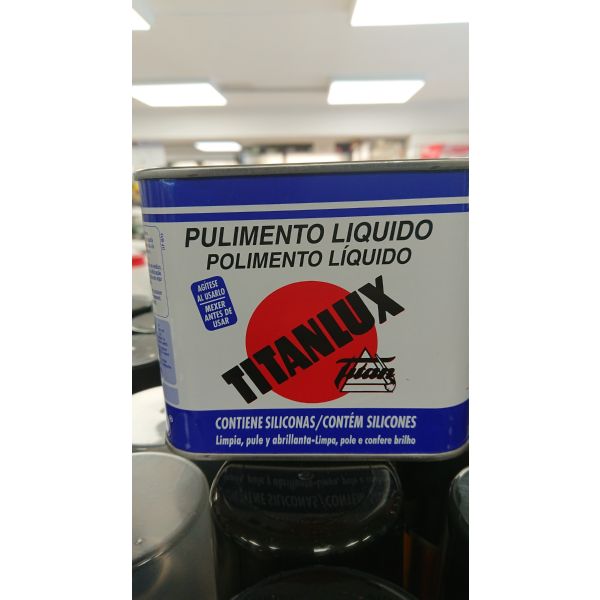 PULIMENTO LIQUIDO
POLIMENTO LÍQUIDO
AGÍTESE
AL USARLO
MEXER
ANTES DE
USAR
TITANLUX
Titan
CONTIENE SILICONAS/CONTÉM SILICONES
Limpia, pule y abrillanta-Limpa, pole e confere brilho